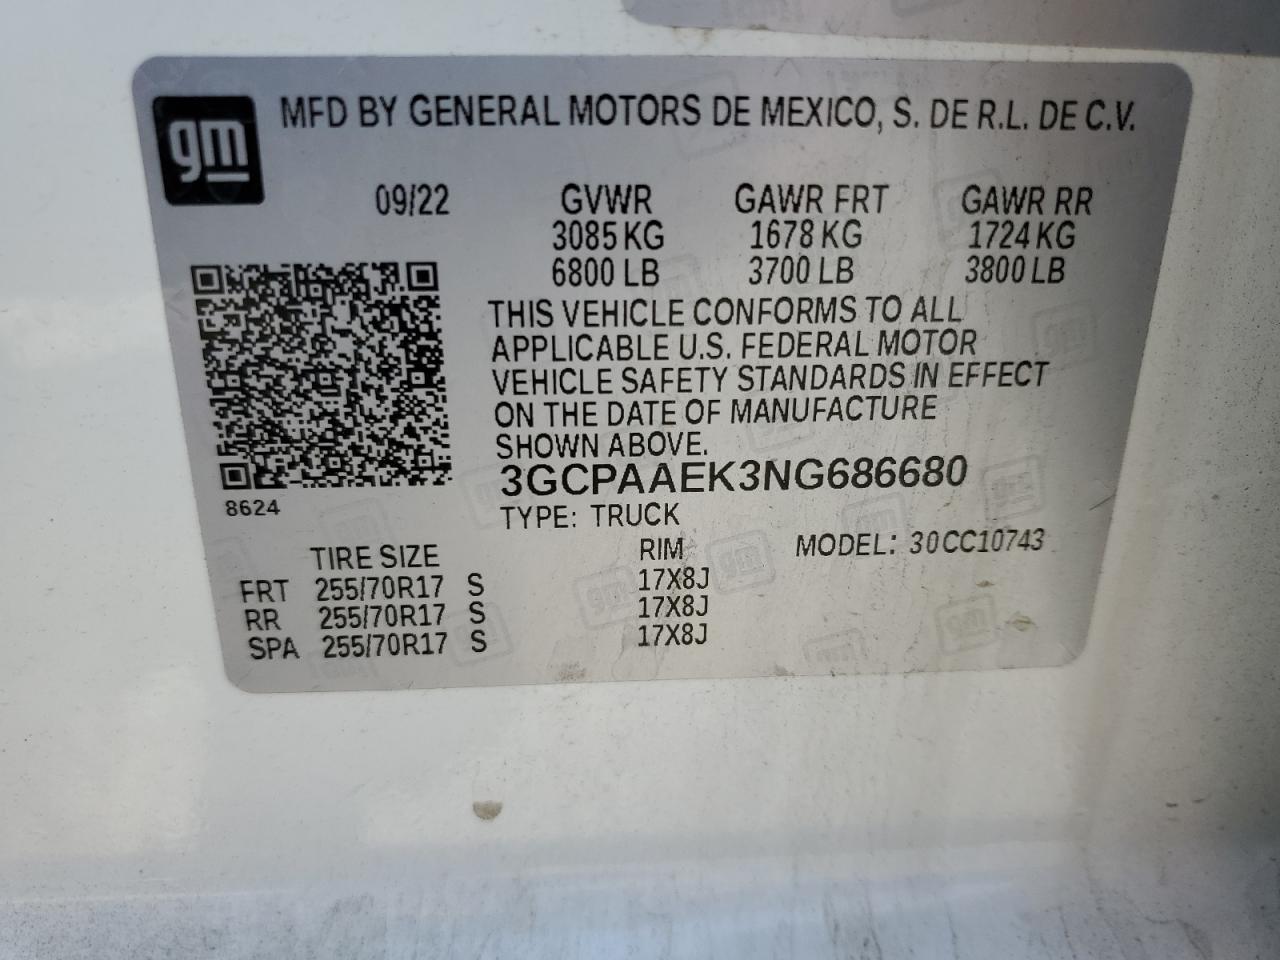 gm
MFD BY GENERAL MOTORS DE MEXICO, S. DE R.L. DE C.V.
09/22 GVWR GAWR FRT GAWR RR
3085 KG 1678 KG 1724 KG
6800 LB 3700 LB 3800 LB
THIS VEHICLE CONFORMS TO ALL
APPLICABLE U.S. FEDERAL MOTOR
VEHICLE SAFETY STANDARDS IN EFFECT
ON THE DATE OF MANUFACTURE
SHOWN ABOVE.
3GCPAAEK3NG686680
8624
TYPE: TRUCK
TIRE SIZE RIM MODEL: 30CC10743
FRT 255/70R17 S 17X8J
RR 255/70R17 S 17X8J
SPA 255/70R17 S 17X8J